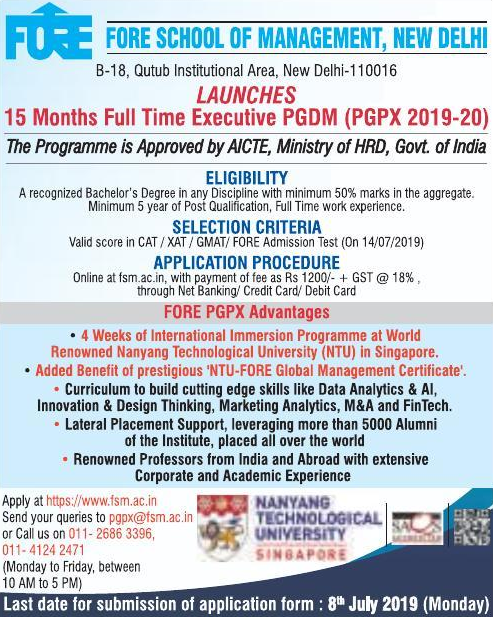 FORE
FORE SCHOOL OF MANAGEMENT, NEW DELHI
B-18, Qutub Institutional Area, New Delhi-110016
LAUNCHES
15 Months Full Time Executive PGDM (PGPX 2019-20)
The Programme is Approved by AICTE, Ministry of HRD, Govt. of India
ELIGIBILITY
A recognized Bachelor's Degree in any Discipline with minimum 50% marks in the aggregate.
Minimum 5 year of Post Qualification, Full Time work experience.
SELECTION CRITERIA
Valid score in CAT / XAT / GMAT/ FORE Admission Test (On 14/07/2019)
APPLICATION PROCEDURE
Online at fsm.ac.in, with payment of fee as Rs 1200/- + GST @ 18% ,
through Net Banking/ Credit Card/ Debit Card
FORE PGPX Advantages
• 4 Weeks of International Immersion Programme at World
Renowned Nanyang Technological University (NTU) in Singapore.
• Added Benefit of prestigious 'NTU-FORE Global Management Certificate'.
• Curriculum to build cutting edge skills like Data Analytics & AI,
Innovation & Design Thinking, Marketing Analytics, M&A and FinTech.
• Lateral Placement Support, leveraging more than 5000 Alumni
of the Institute, placed all over the world
• Renowned Professors from India and Abroad with extensive
Corporate and Academic Experience
Apply at https://www.fsm.ac.in
Send your queries to pgpx@fsm.ac.in
or Call us on 011- 2686 3396,
011- 4124 2471
(Monday to Friday, between
10 AM to 5 PM)
NANYANG
TECHNOLOGICAL
UNIVERSITY
SINGAPORE
Last date for submission of application form : 8th July 2019 (Monday)